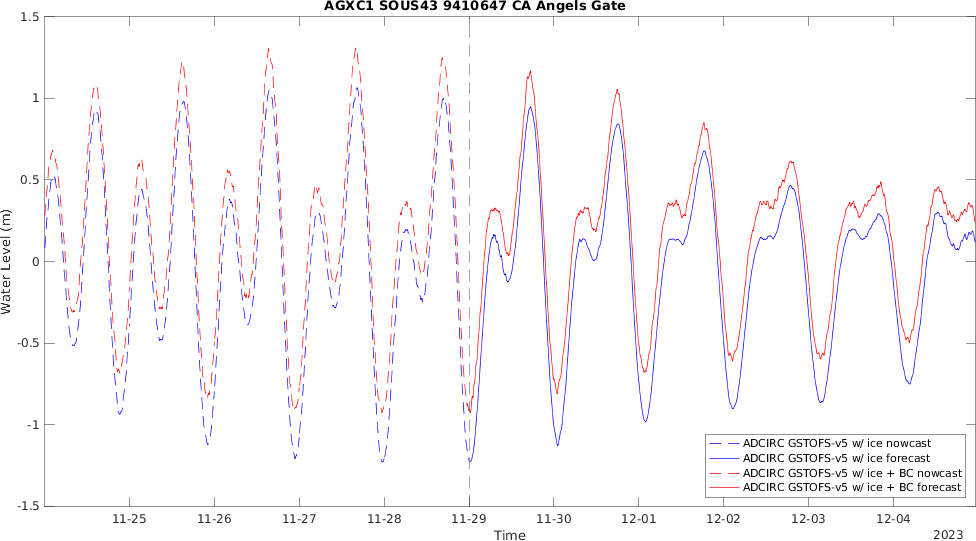 AGXC1 SOUS43 9410647 CA Angels Gate
1.5
1
0.5
0
-0.5
-1
-1.5
Water Level (m)
11-25
11-26
11-27
11-28
11-29
11-30
12-01
12-02
12-03
12-04
Time
2023
ADCIRC GSTOFS-v5 w/ ice nowcast
ADCIRC GSTOFS-v5 w/ ice forecast
ADCIRC GSTOFS-v5 w/ ice + BC nowcast
ADCIRC GSTOFS-v5 w/ ice + BC forecast